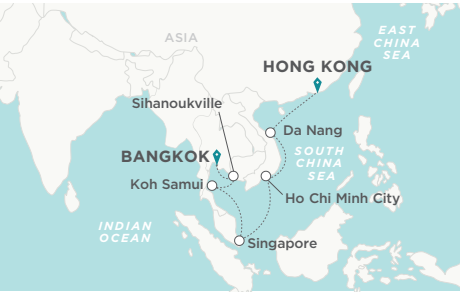 EAST
CHINA
SEA
ASIA
HONG KONG
Sihanoukville
Da Nang
BANGKOK
SOUTH
CHINA
SEA
Koh Samui
Ho Chi Minh City
INDIAN
OCEAN
Singapore